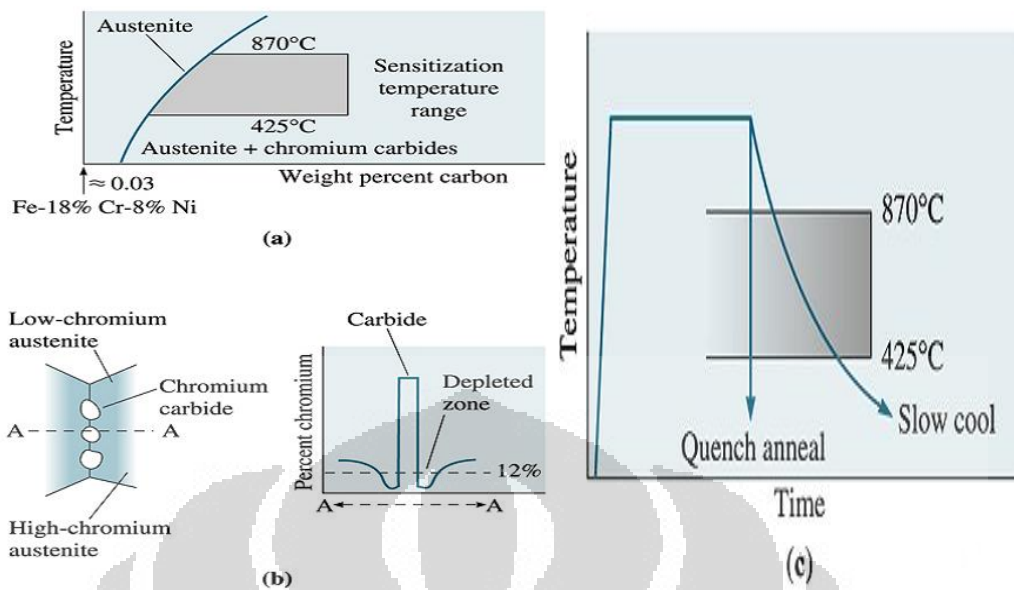 Austenite
870°C
Sensitization
temperature
range
425°C
Austenite + chromium carbides
Temperature
Weight percent carbon
≈ 0.03
Fe-18% Cr-8% Ni
(a)
Low-chromium
austenite
Chromium
carbide
A
A
High-chromium
austenite
Carbide
Depleted
zone
Percent chromium
12%
A
A
(b)
Temperature
870°C
425°C
Slow cool
Quench anneal
Time
(c)